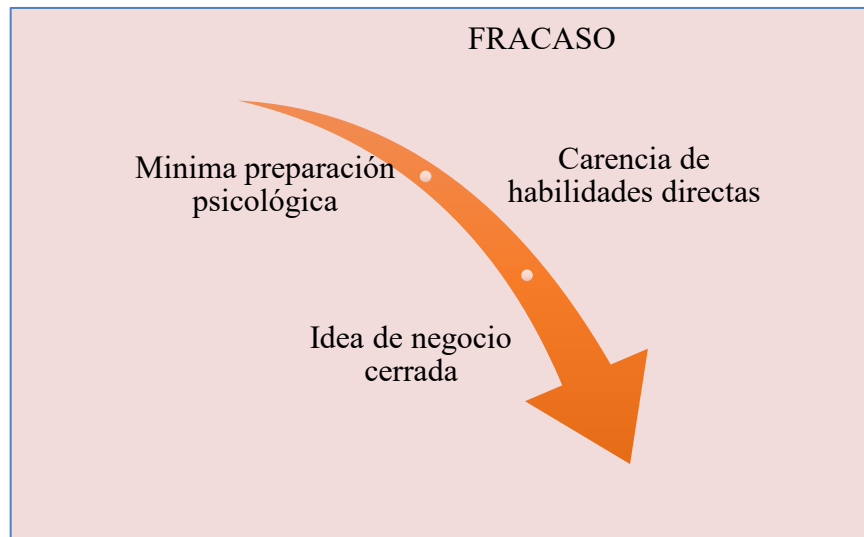 FRACASO
Minima preparación
psicológica
Carencia de
habilidades directas
Idea de negocio
cerrada